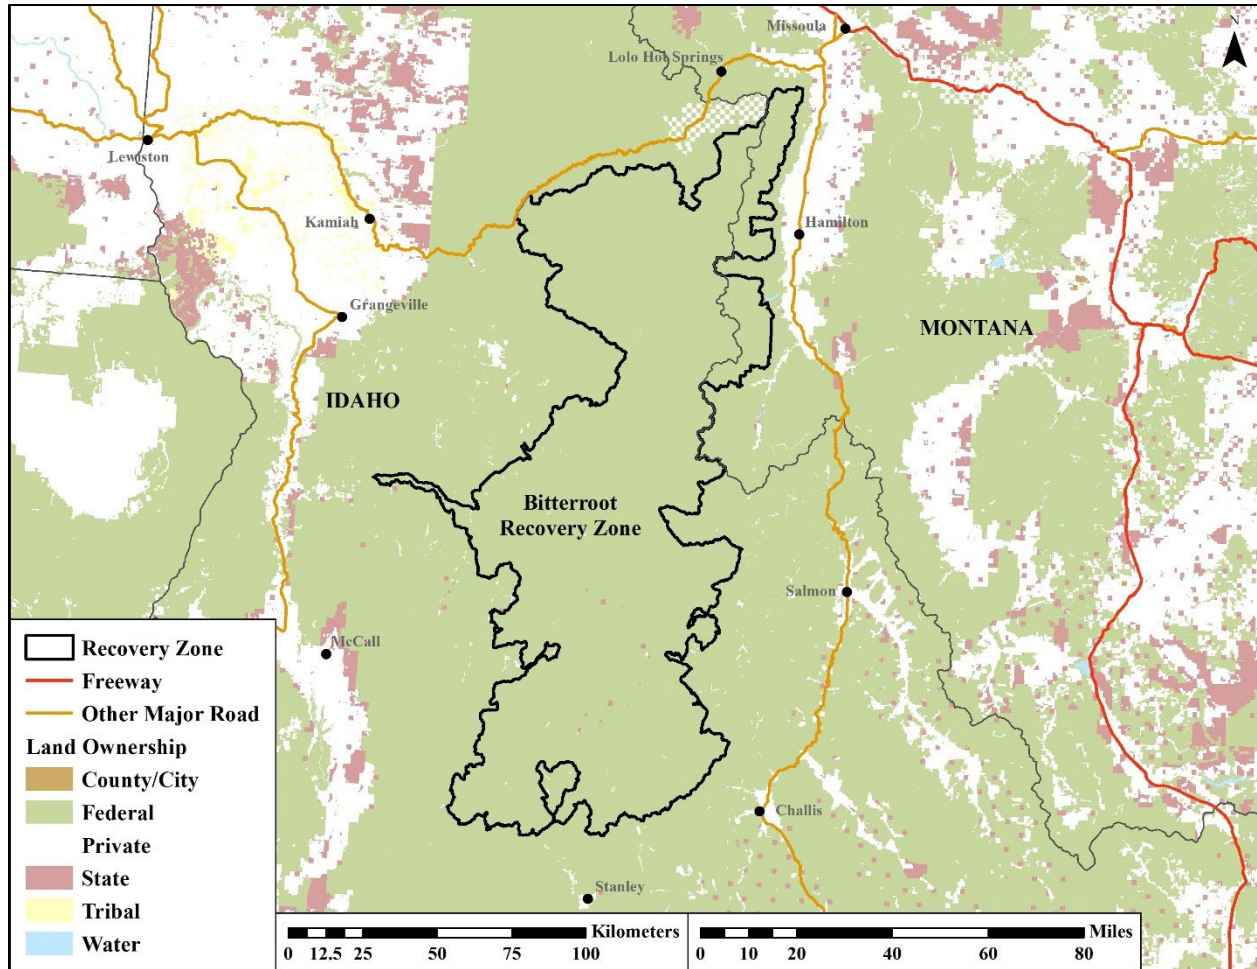 Missoula
N
Lolo Hot Springs
Lewiston
Kamiah
Hamilton
Grangeville
MONTANA
IDAHO
Bitterroot
Recovery Zone
Salmon
McCall
Challis
Stanley
Recovery Zone
Freeway
Other Major Road
Land Ownership
County/City
Federal
Private
State
Tribal
Water
Kilometers
0 12.5 25 50 75 100
Miles
0 5 10 20 40 60 80